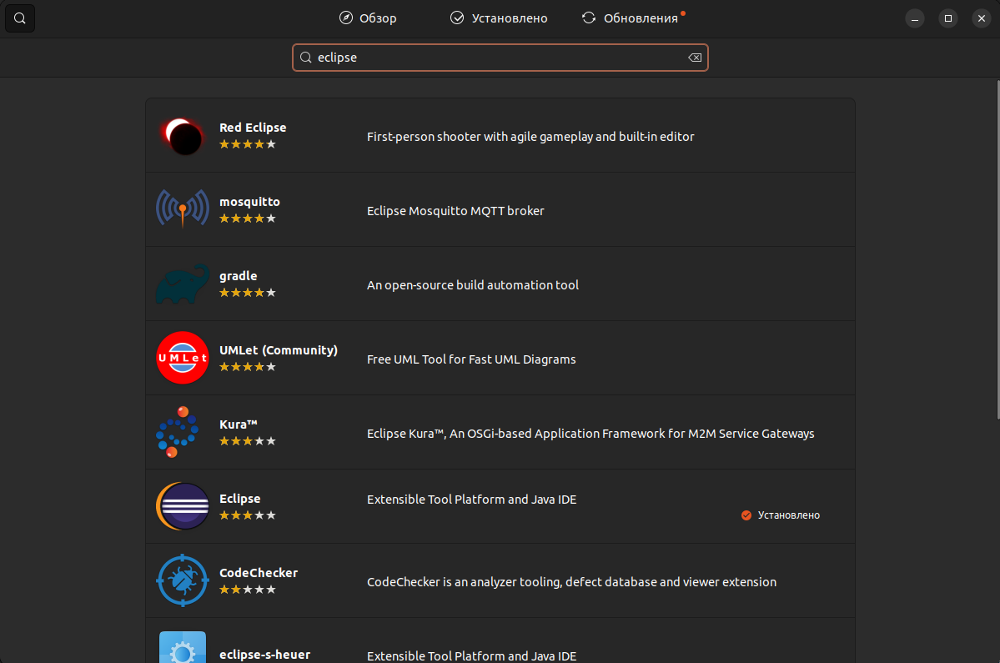 Обзор
Установлено
Обновления
eclipse
Red Eclipse
First-person shooter with agile gameplay and built-in editor
mosquitto
Eclipse Mosquitto MQTT broker
gradle
An open-source build automation tool
UMLet
UMLet (Community)
Free UML Tool for Fast UML Diagrams
Kura™
Eclipse Kura™, An OSGi-based Application Framework for M2M Service Gateways
Eclipse
Extensible Tool Platform and Java IDE
Установлено
CodeChecker
CodeChecker is an analyzer tooling, defect database and viewer extension
eclipse-s-heuer
Extensible Tool Platform and Java IDE